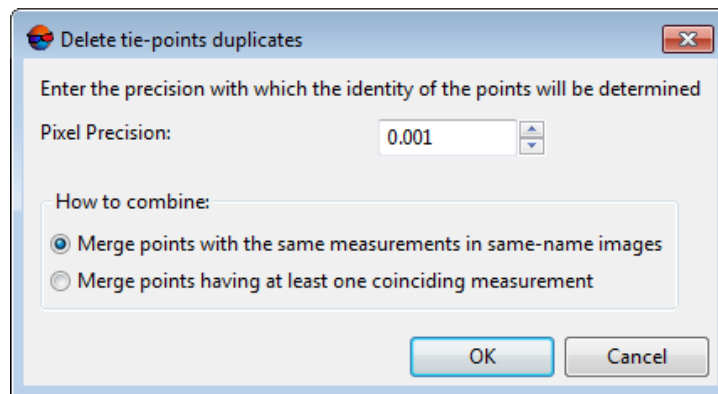 Delete tie-points duplicates
Enter the precision with which the identity of the points will be determined
Pixel Precision: 0.001
How to combine:
Merge points with the same measurements in same-name images
Merge points having at least one coinciding measurement
OK Cancel